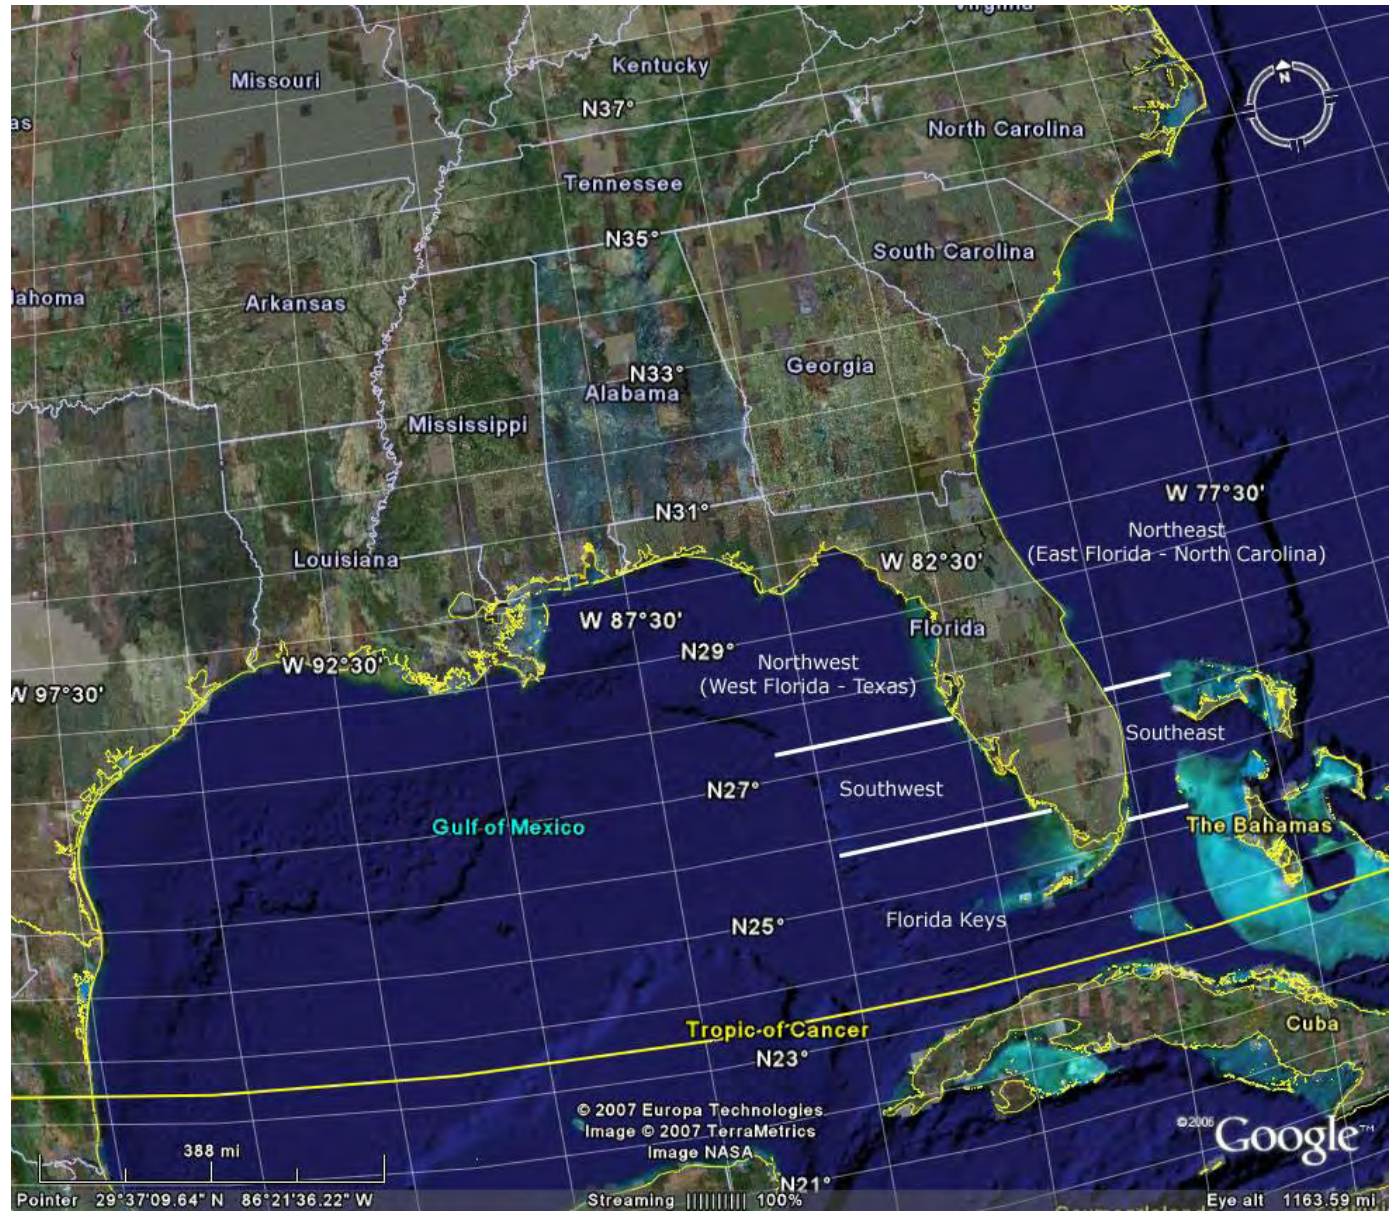 Virginia
Missouri
Kentucky
N37°
as
North Carolina
Tennessee
N35°
South Carolina
lahoma
Arkansas
N33°
Georgia
Alabama
Mississippi
W 77°30'
N31°
Northeast
(East Florida - North Carolina)
Louisiana
W 82°30'
W 87°30'
Florida
N29°
W 92°30'
Northwest
(West Florida - Texas)
W 97°30'
Southeast
N27°
Southwest
Gulf of Mexico
The Bahamas
N25°
Florida Keys
Tropic of Cancer
Cuba
N23°
© 2007 Europa Technologies
Image © 2007 TerraMetrics
Image NASA
©2006 Google™
388 mi
N21°
Pointer 29°37'09.64" N 86°21'36.22" W
Streaming |||||||||| 100%
Eye alt 1163.59 mi